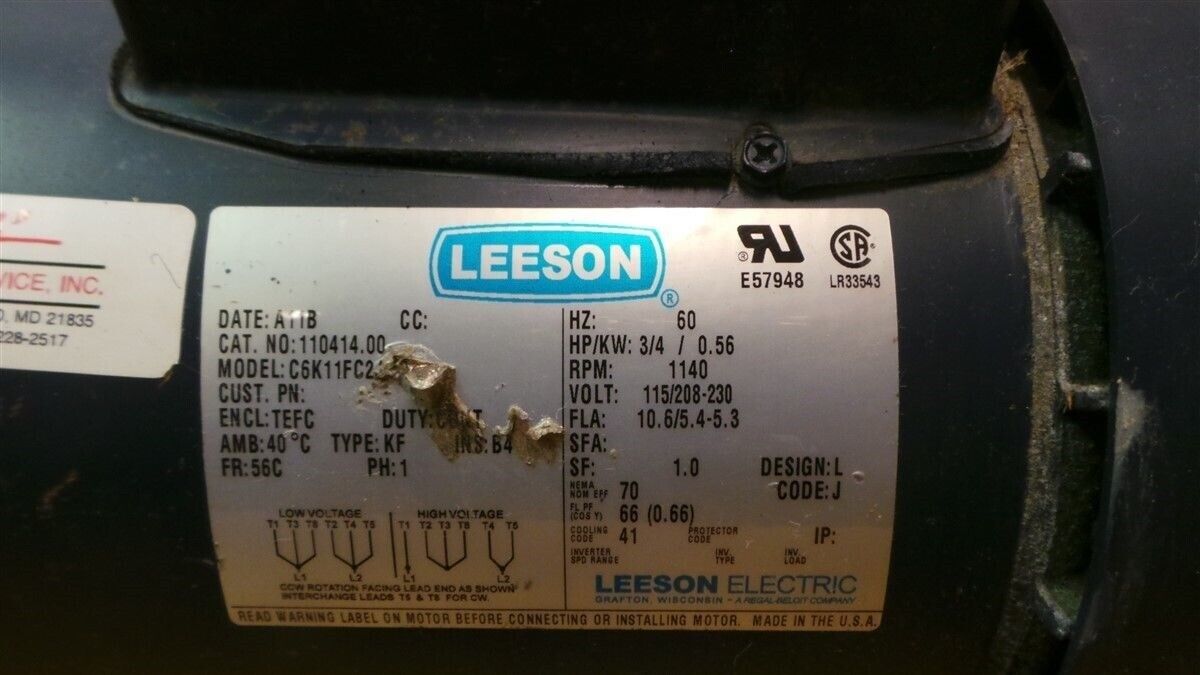 VICE, INC.
MD 21835
228-2517
LEESON
®
E57948
SA
LR33543
DATE: A11B CC:
CAT. NO: 110414.00
MODEL: C6K11FC2
CUST. PN:
ENCL: TEFC DUTY: CONT
AMB: 40°C TYPE: KF INS: B4
FR: 56C PH: 1
HZ: 60
HP/KW: 3/4 / 0.56
RPM: 1140
VOLT: 115/208-230
FLA: 10.6/5.4-5.3
SFA:
SF: 1.0 DESIGN: L
NEMA NOM EFF 70 CODE: J
FL PF (COS Y) 66 (0.66)
COOLING CODE 41 PROTECTOR CODE IP:
INVERTER SPD RANGE INV. TYPE INV. LOAD
LOW VOLTAGE HIGH VOLTAGE
T1 T3 T8 T2 T4 T5 T1 T2 T3 T8 T4 T5
L1 L2 L1 L2
CCW ROTATION FACING LEAD END AS SHOWN
INTERCHANGE LEADS T5 & T8 FOR CW.
LEESON ELECTRIC
GRAFTON, WISCONSIN - A REGAL-BELOIT COMPANY
READ WARNING LABEL ON MOTOR BEFORE CONNECTING OR INSTALLING MOTOR. MADE IN THE U.S.A.